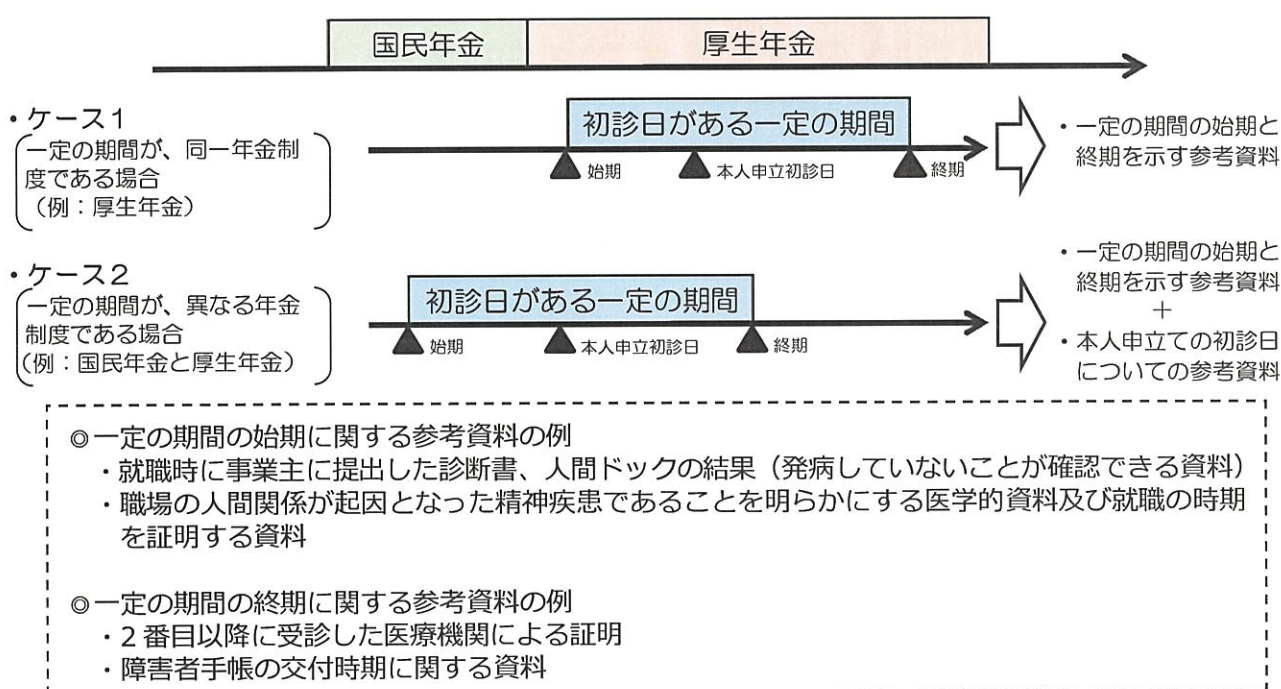 国民年金
厚生年金
・ケース1
一定の期間が、同一年金制
度である場合
（例：厚生年金）
初診日がある一定の期間
始期
本人申立初診日
終期
・一定の期間の始期と
終期を示す参考資料
・ケース2
一定の期間が、異なる年金
制度である場合
（例：国民年金と厚生年金）
初診日がある一定の期間
始期
本人申立初診日
終期
・一定の期間の始期と
終期を示す参考資料
＋
・本人申立ての初診日
についての参考資料
◎一定の期間の始期に関する参考資料の例
・就職時に事業主に提出した診断書、人間ドックの結果（発病していないことが確認できる資料）
・職場の人間関係が起因となった精神疾患であることを明らかにする医学的資料及び就職の時期
を証明する資料
◎一定の期間の終期に関する参考資料の例
・2番目以降に受診した医療機関による証明
・障害者手帳の交付時期に関する資料